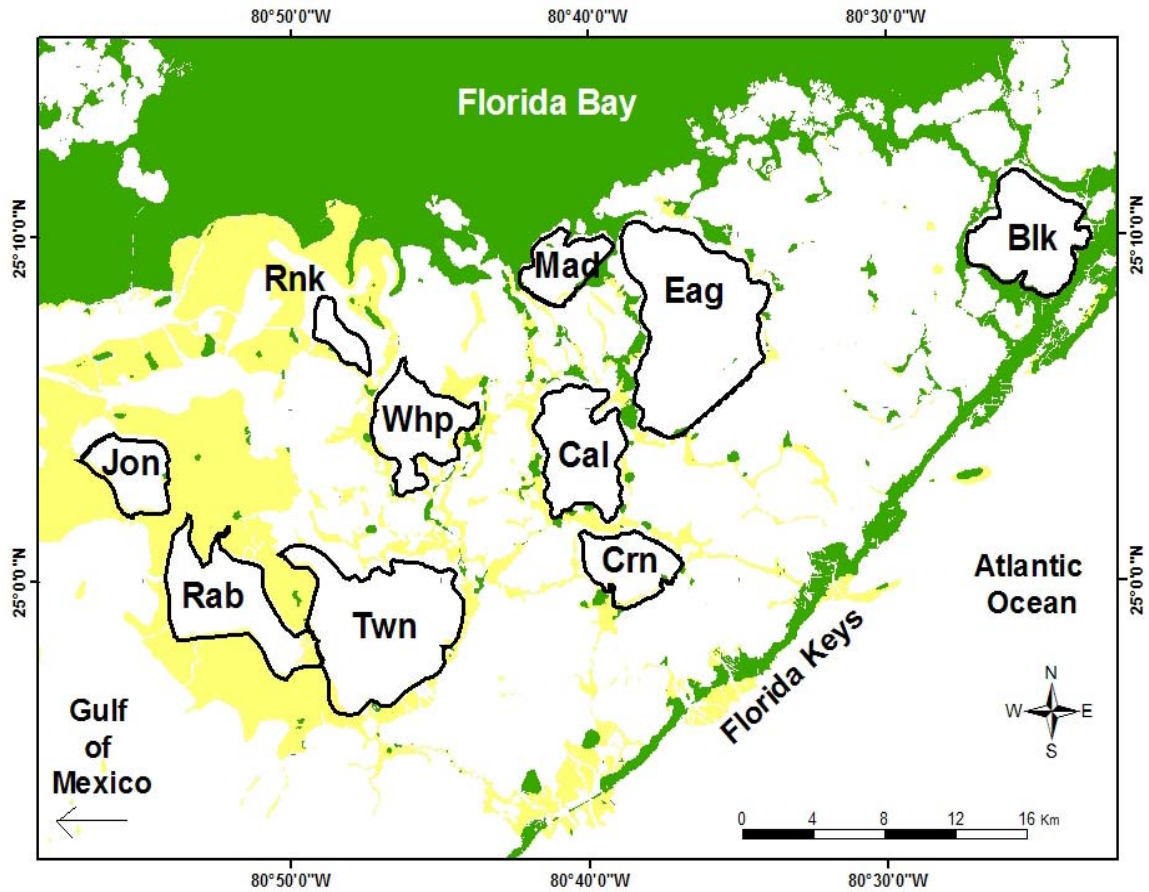 80°50'0"W 80°40'0"W 80°30'0"W
Florida Bay
25°10'0"N
25°10'0"N
Blk
Mad
Rnk
Eag
Whp
Cal
Jon
Crn
25°0'0"N
25°0'0"N
Rab
Twn
Atlantic
Ocean
Florida Keys
Gulf
of
Mexico
N
W E
S
0 4 8 12 16 Km
80°50'0"W 80°40'0"W 80°30'0"W